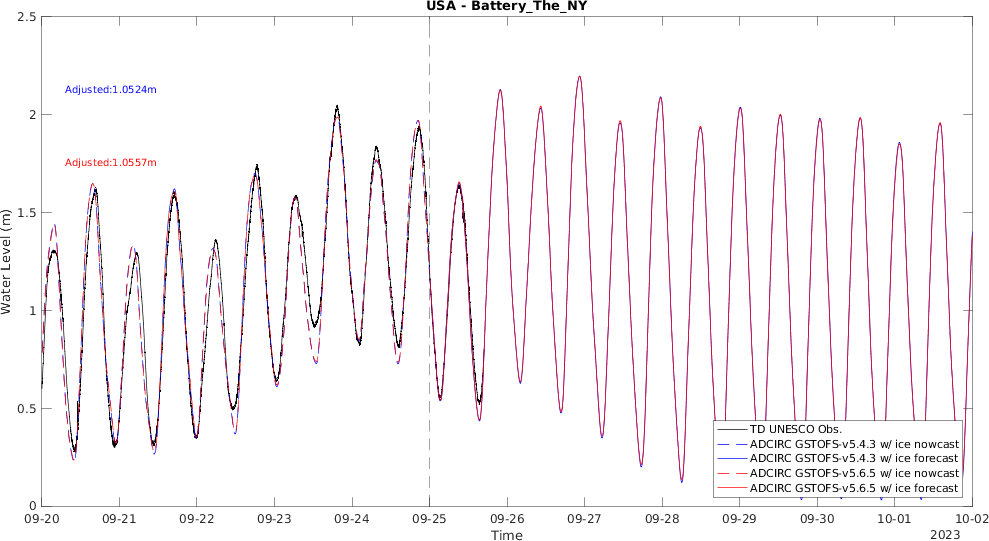 USA - Battery_The_NY
2.5
2
1.5
1
0.5
0
Water Level (m)
Adjusted:1.0524m
Adjusted:1.0557m
TD UNESCO Obs.
ADCIRC GSTOFS-v5.4.3 w/ ice nowcast
ADCIRC GSTOFS-v5.4.3 w/ ice forecast
ADCIRC GSTOFS-v5.6.5 w/ ice nowcast
ADCIRC GSTOFS-v5.6.5 w/ ice forecast
09-20 09-21 09-22 09-23 09-24 09-25 09-26 09-27 09-28 09-29 09-30 10-01 10-02
Time
2023